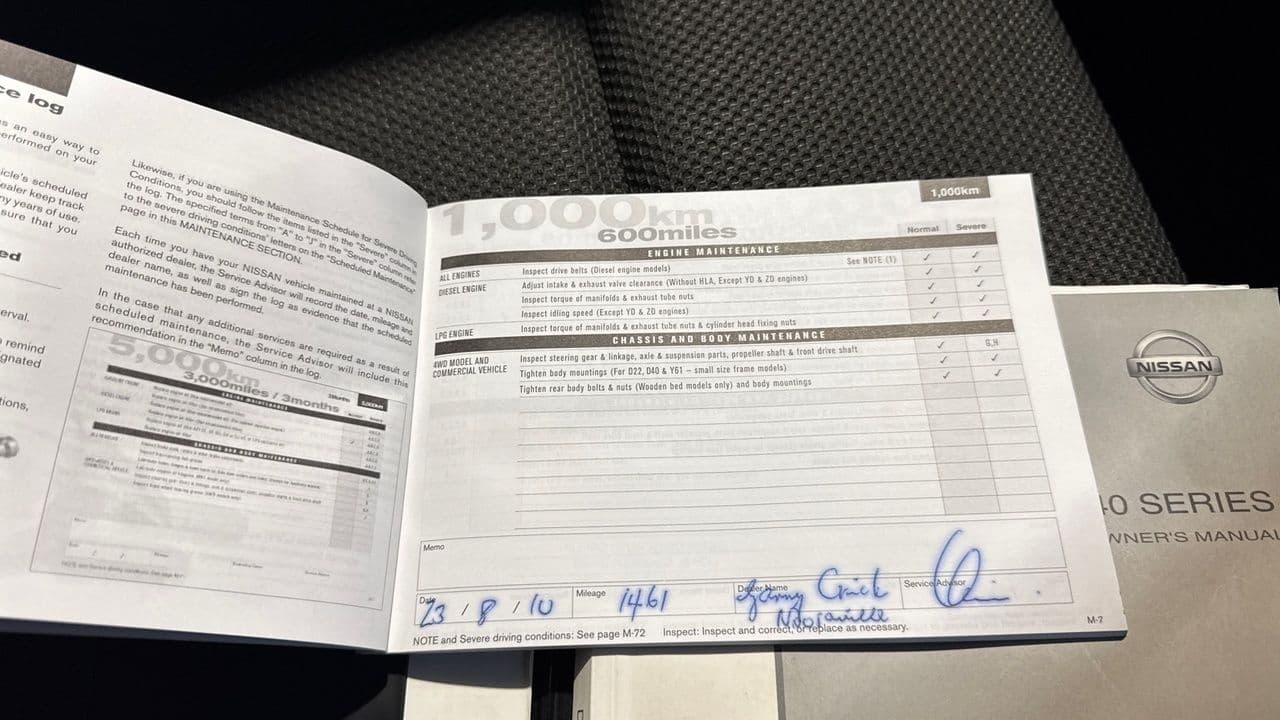 ce log
s an easy way to
erformed on your
icle's scheduled
ealer keep track
ny years of use.
sure that you
ed
erval.
remind
gnated
tions,
Likewise, if you are using the Maintenance Schedule for Severe Driving
Conditions, you should follow the items listed in the "Severe" column in
the log. The specified terms from "A" to "J" in the "Severe" column refer
to the severe driving conditions' letters on the "Scheduled Maintenance"
page in this MAINTENANCE SECTION.
Each time you have your NISSAN vehicle maintained at a NISSAN
authorized dealer, the Service Advisor will record the date, mileage and
dealer name, as well as sign the log as evidence that the scheduled
maintenance has been performed.
In the case that any additional services are required as a result of
scheduled maintenance, the Service Advisor will include this
recommendation in the "Memo" column in the log.
5,000km
3,000miles / 3months
1,000km
1,000km
600miles
Normal Severe
ENGINE MAINTENANCE
ALL ENGINES Inspect drive belts (Diesel engine models) See NOTE (1) ✓ ✓
DIESEL ENGINE Adjust intake & exhaust valve clearance (Without HLA, Except YD & ZD engines) ✓ ✓
Inspect torque of manifolds & exhaust tube nuts ✓ ✓
Inspect idling speed (Except YD & ZD engines) ✓ ✓
LPG ENGINE Inspect torque of manifolds & exhaust tube nuts & cylinder head fixing nuts ✓ ✓
CHASSIS AND BODY MAINTENANCE
4WD MODEL AND Inspect steering gear & linkage, axle & suspension parts, propeller shaft & front drive shaft ✓ G,H
COMMERCIAL VEHICLE Tighten body mountings (For D22, D40 & Y61 – small size frame models) ✓ ✓
Tighten rear body bolts & nuts (Wooden bed models only) and body mountings ✓ ✓
Memo
Date 23 / 8 / 10 Mileage 1461 Dealer Name Service Advisor
NOTE and Severe driving conditions: See page M-72 Inspect: Inspect and correct, or replace as necessary.
M-7
NISSAN
40 SERIES
WNER'S MANUAL